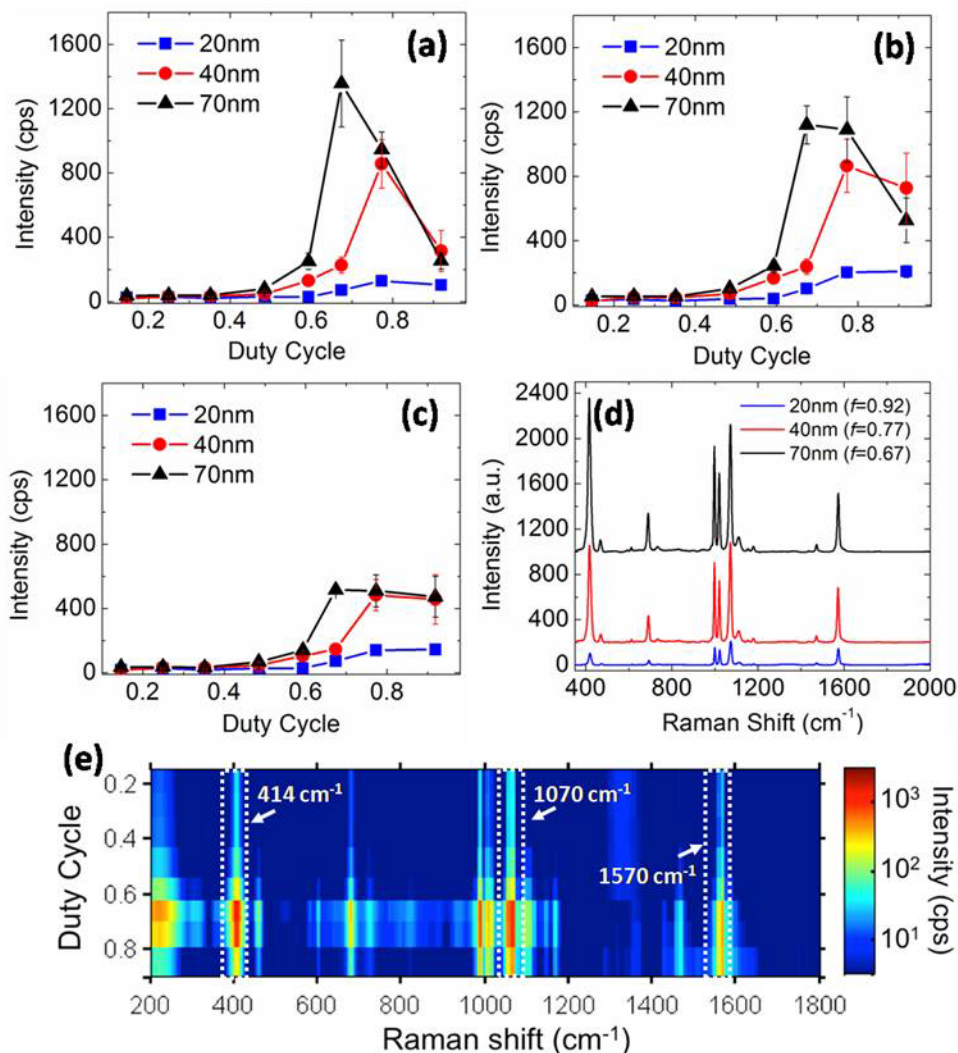 (a)
1600
1200
800
400
0
Intensity (cps)
20nm
40nm
70nm
0.2 0.4 0.6 0.8
Duty Cycle
(b)
1600
1200
800
400
0
Intensity (cps)
20nm
40nm
70nm
0.2 0.4 0.6 0.8
Duty Cycle
(c)
1600
1200
800
400
0
Intensity (cps)
20nm
40nm
70nm
0.2 0.4 0.6 0.8
Duty Cycle
(d)
2400
2000
1600
1200
800
400
0
Intensity (a.u.)
20nm (f=0.92)
40nm (f=0.77)
70nm (f=0.67)
400 800 1200 1600 2000
Raman Shift (cm⁻¹)
(e)
0.2
0.4
0.6
0.8
Duty Cycle
414 cm⁻¹
1070 cm⁻¹
1570 cm⁻¹
200 400 600 800 1000 1200 1400 1600 1800
Raman shift (cm⁻¹)
10³
10²
10¹
Intensity (cps)